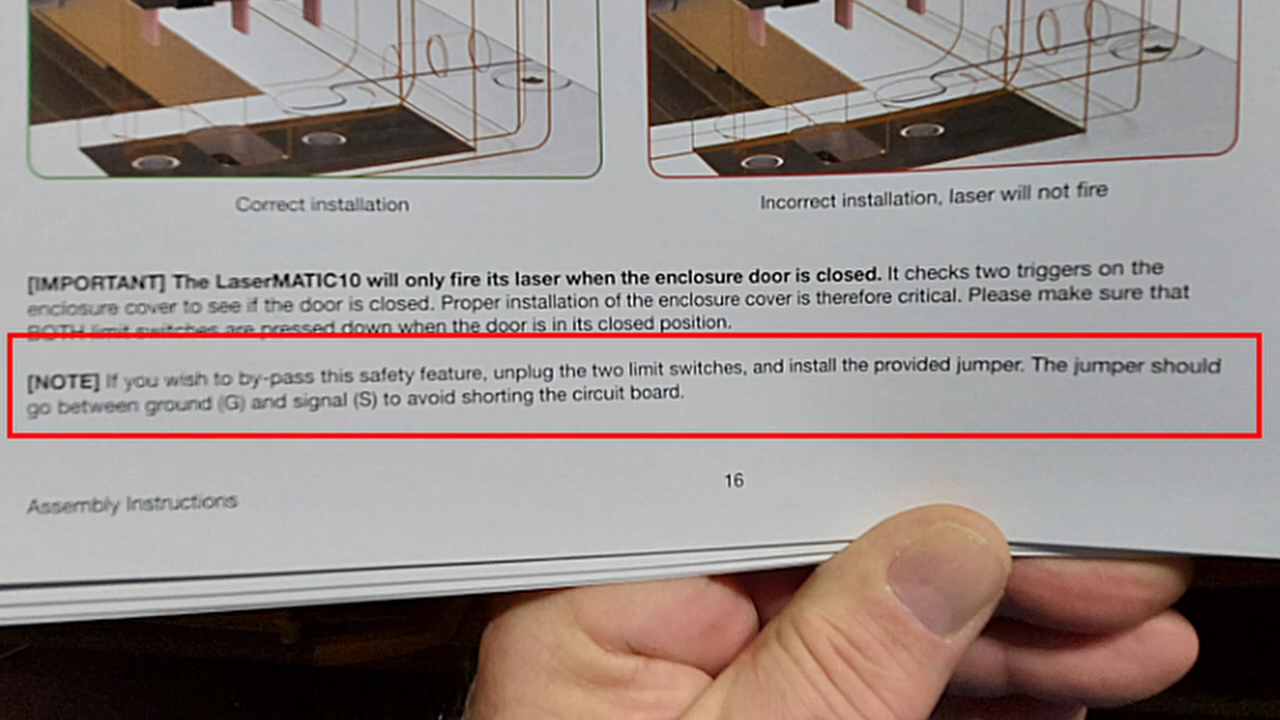 Correct installation
Incorrect installation, laser will not fire
[IMPORTANT] The LaserMATIC10 will only fire its laser when the enclosure door is closed. It checks two triggers on the
enclosure cover to see if the door is closed. Proper installation of the enclosure cover is therefore critical. Please make sure that
BOTH limit switches are pressed down when the door is in its closed position.
[NOTE] If you wish to by-pass this safety feature, unplug the two limit switches, and install the provided jumper. The jumper should
go between ground (G) and signal (S) to avoid shorting the circuit board.
16
Assembly Instructions